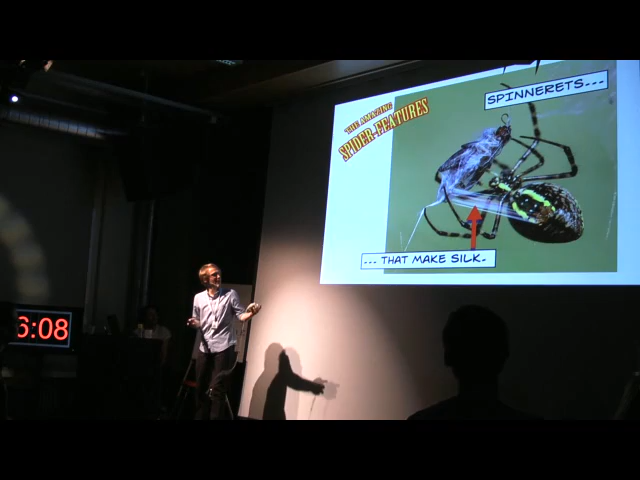 THE AMAZING
SPIDER-FEATURES
SPINNERETS...
... THAT MAKE SILK.
6:08